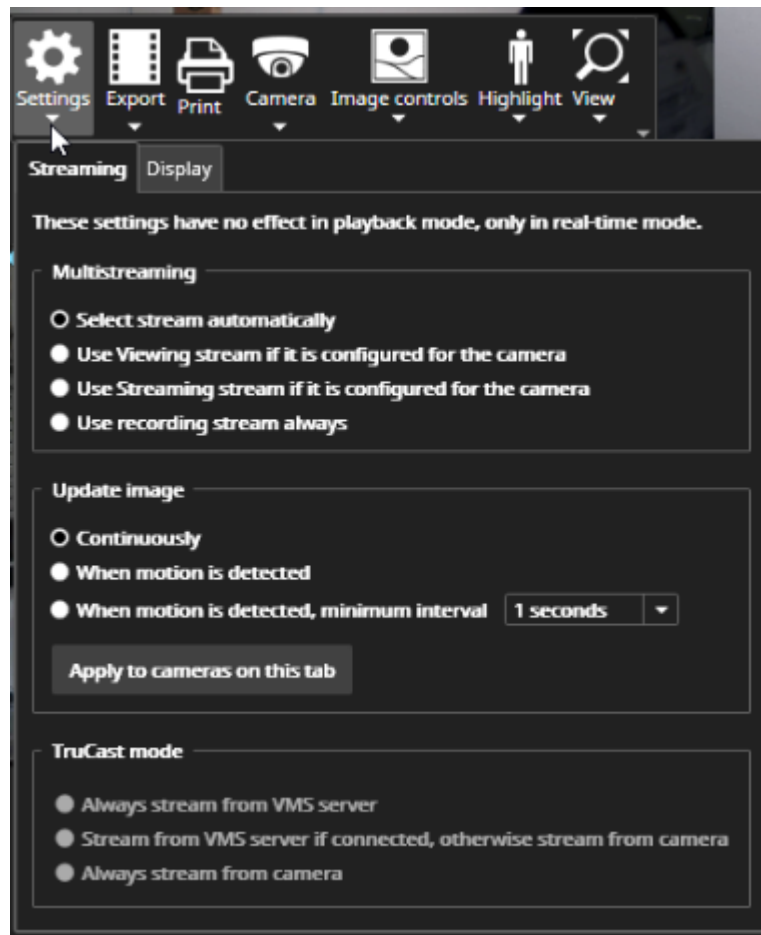 Settings Export Print Camera Image controls Highlight View
Streaming Display
These settings have no effect in playback mode, only in real-time mode.
Multistreaming
Select stream automatically
Use Viewing stream if it is configured for the camera
Use Streaming stream if it is configured for the camera
Use recording stream always
Update image
Continuously
When motion is detected
When motion is detected, minimum interval 1 seconds
Apply to cameras on this tab
TruCast mode
Always stream from VMS server
Stream from VMS server if connected, otherwise stream from camera
Always stream from camera